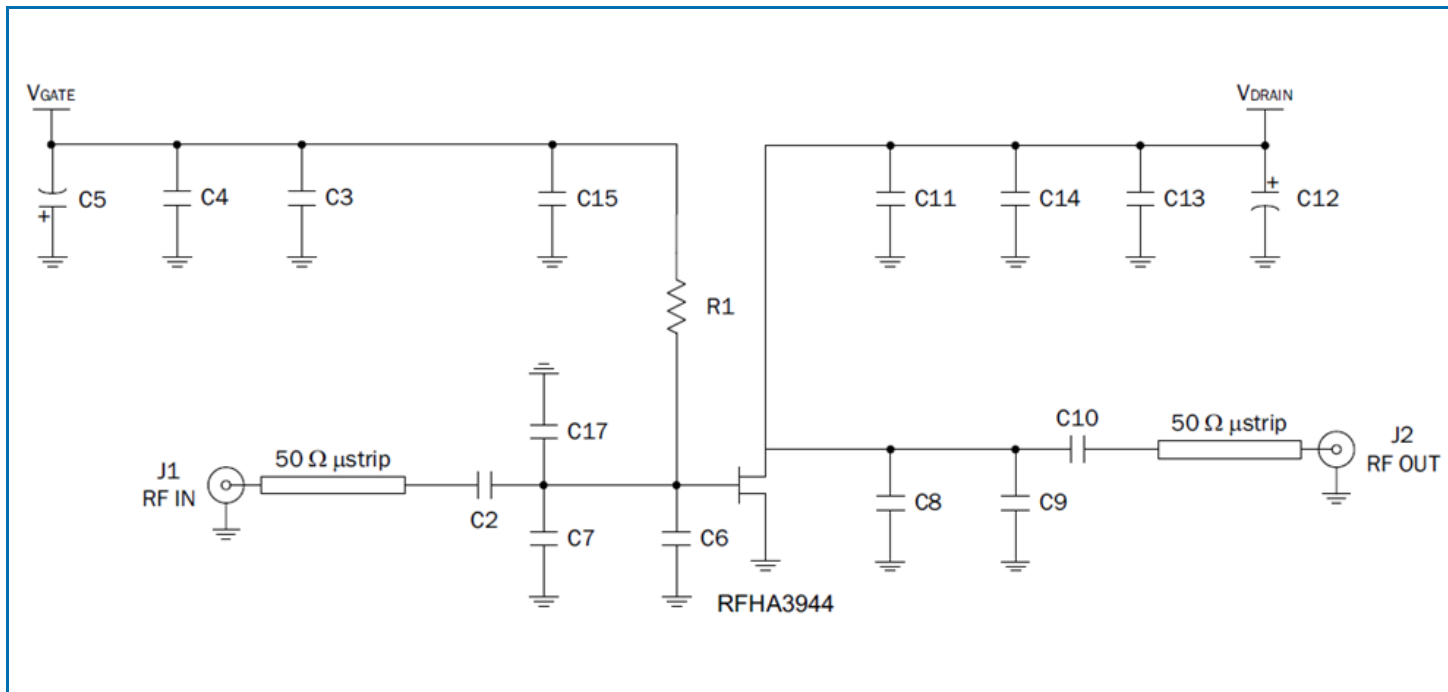 VGATE
VDRAIN
C5
+
C4
C3
C15
C11
C14
C13
+
C12
R1
C17
J1
RF IN
50 Ω μstrip
C2
C7
C6
RFHA3944
C8
C9
C10
50 Ω μstrip
J2
RF OUT